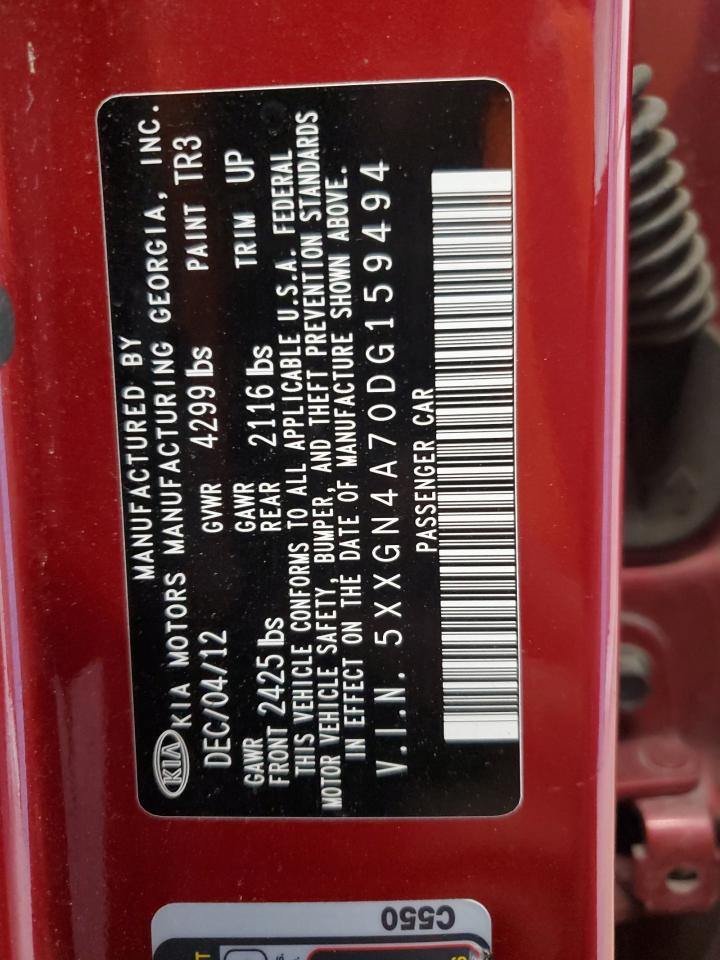 MANUFACTURED BY
KIA KIA MOTORS MANUFACTURING GEORGIA, INC.
DEC/04/12 GVWR 4299 lbs PAINT TR3
GAWR FRONT 2425 lbs GAWR REAR 2116 lbs TRIM UP
THIS VEHICLE CONFORMS TO ALL APPLICABLE U.S.A. FEDERAL
MOTOR VEHICLE SAFETY, BUMPER, AND THEFT PREVENTION STANDARDS
IN EFFECT ON THE DATE OF MANUFACTURE SHOWN ABOVE.
V.I.N. 5XXGN4A70DG159494
PASSENGER CAR
C550